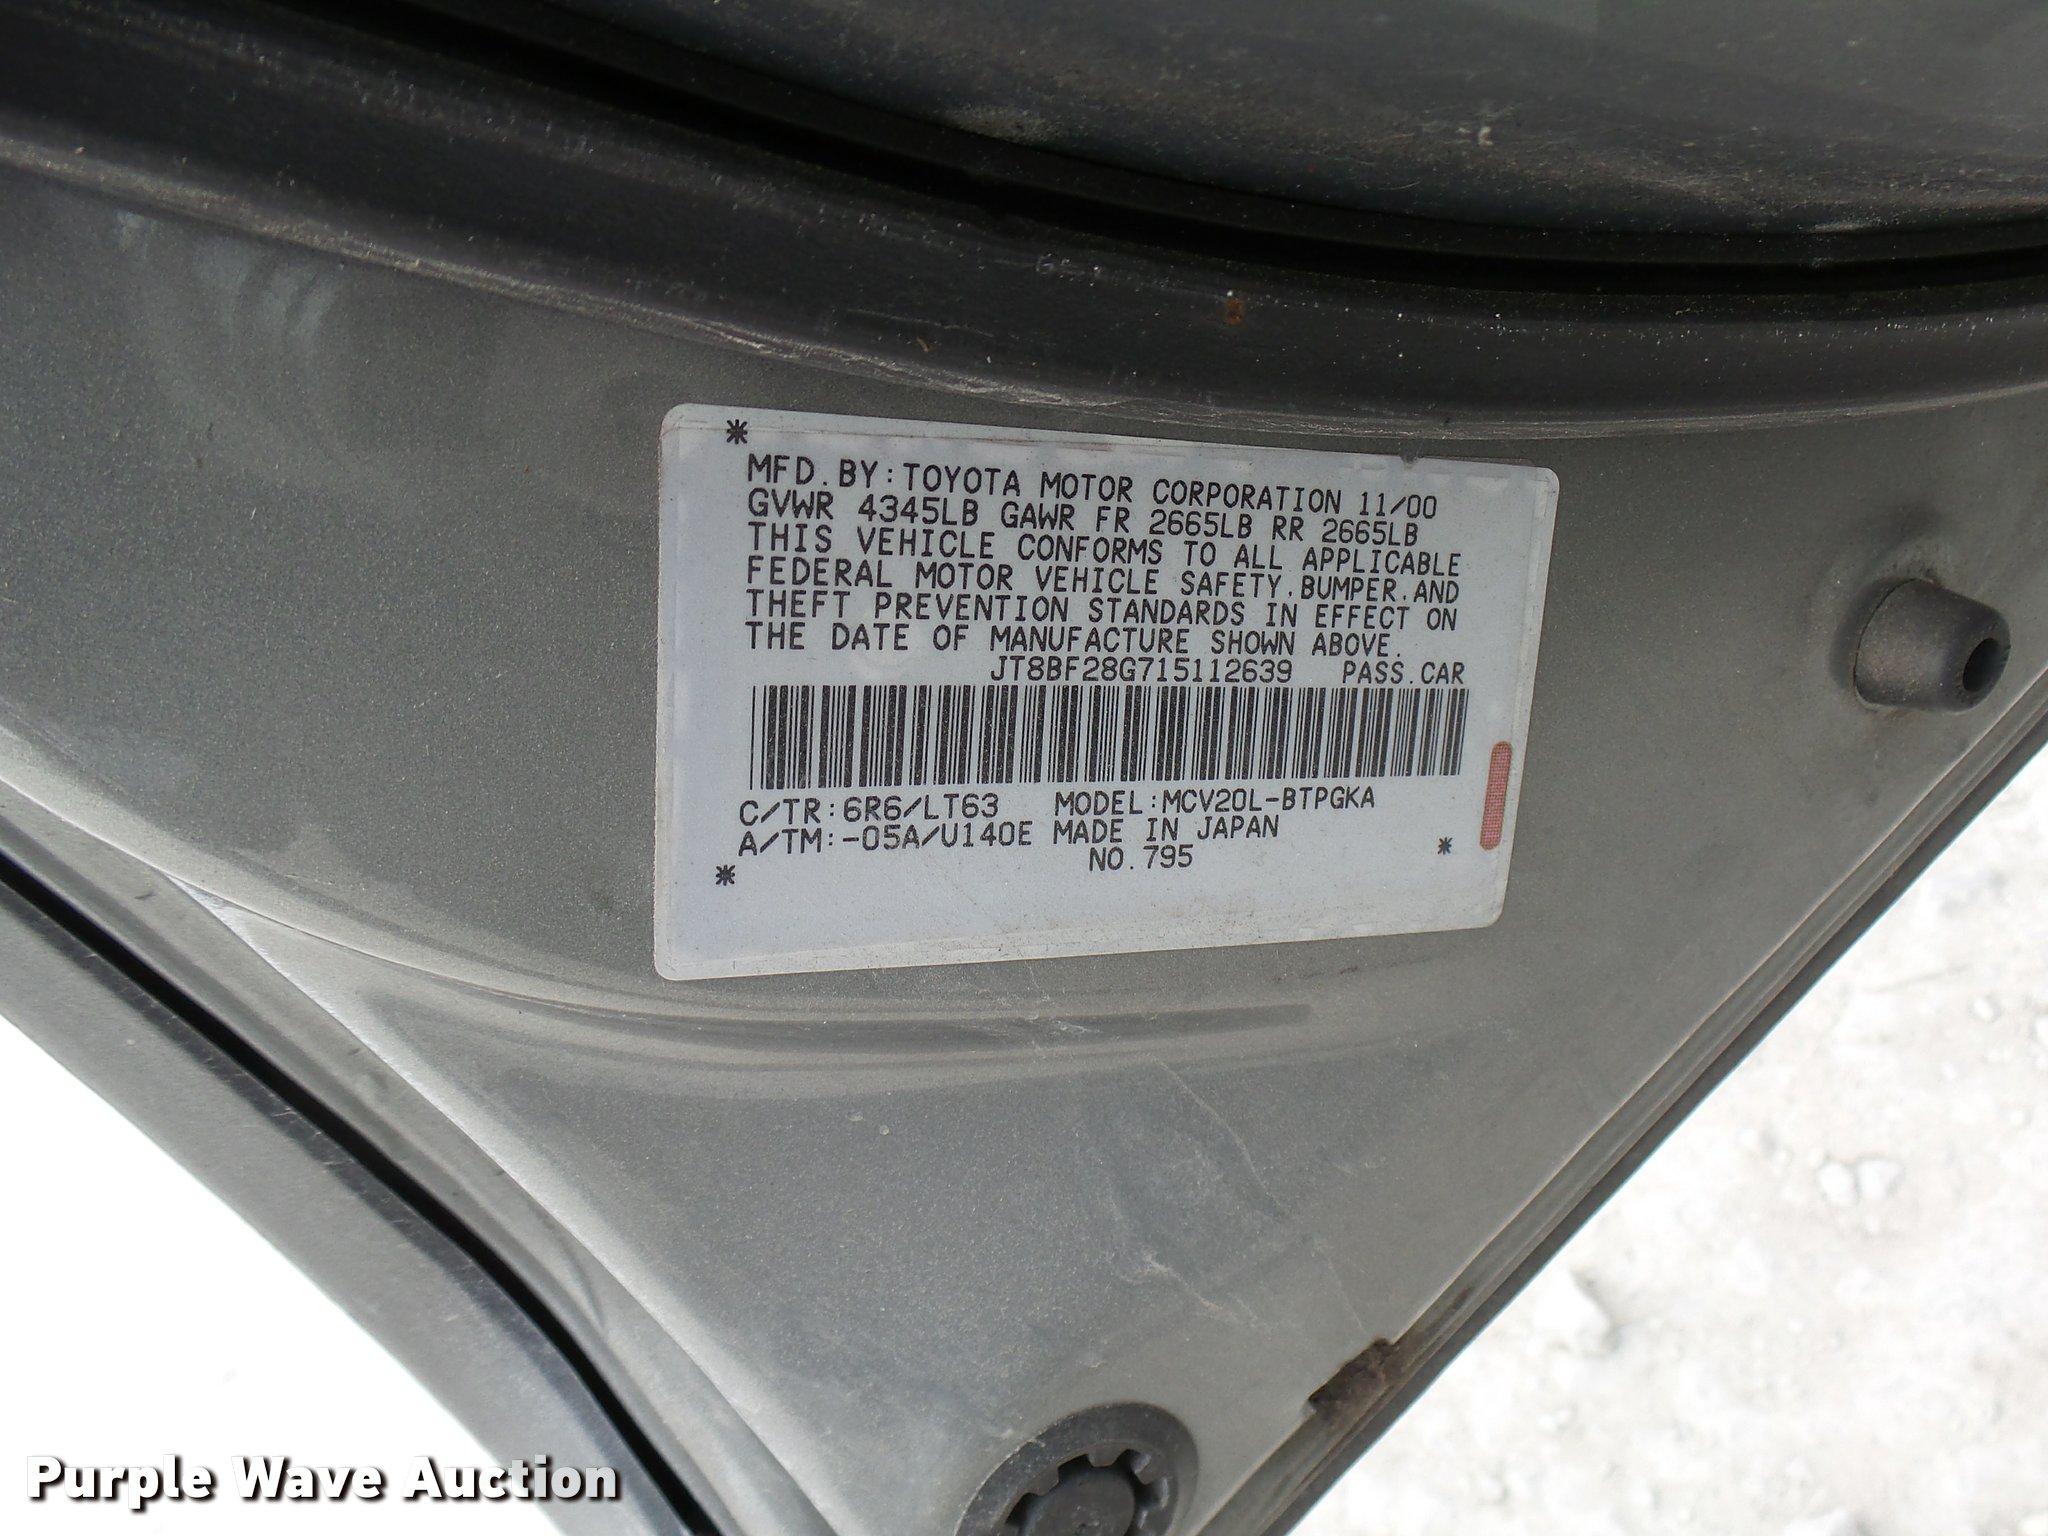 MFD. BY: TOYOTA MOTOR CORPORATION 11/00
GVWR 4345LB GAWR FR 2665LB RR 2665LB
THIS VEHICLE CONFORMS TO ALL APPLICABLE
FEDERAL MOTOR VEHICLE SAFETY, BUMPER, AND
THEFT PREVENTION STANDARDS IN EFFECT ON
THE DATE OF MANUFACTURE SHOWN ABOVE.
JT8BF28G715112639 PASS. CAR
C/TR: 6R6/LT63 MODEL: MCV20L-BTPGKA
A/TM: -05A/U140E MADE IN JAPAN
NO. 795
Purple Wave Auction